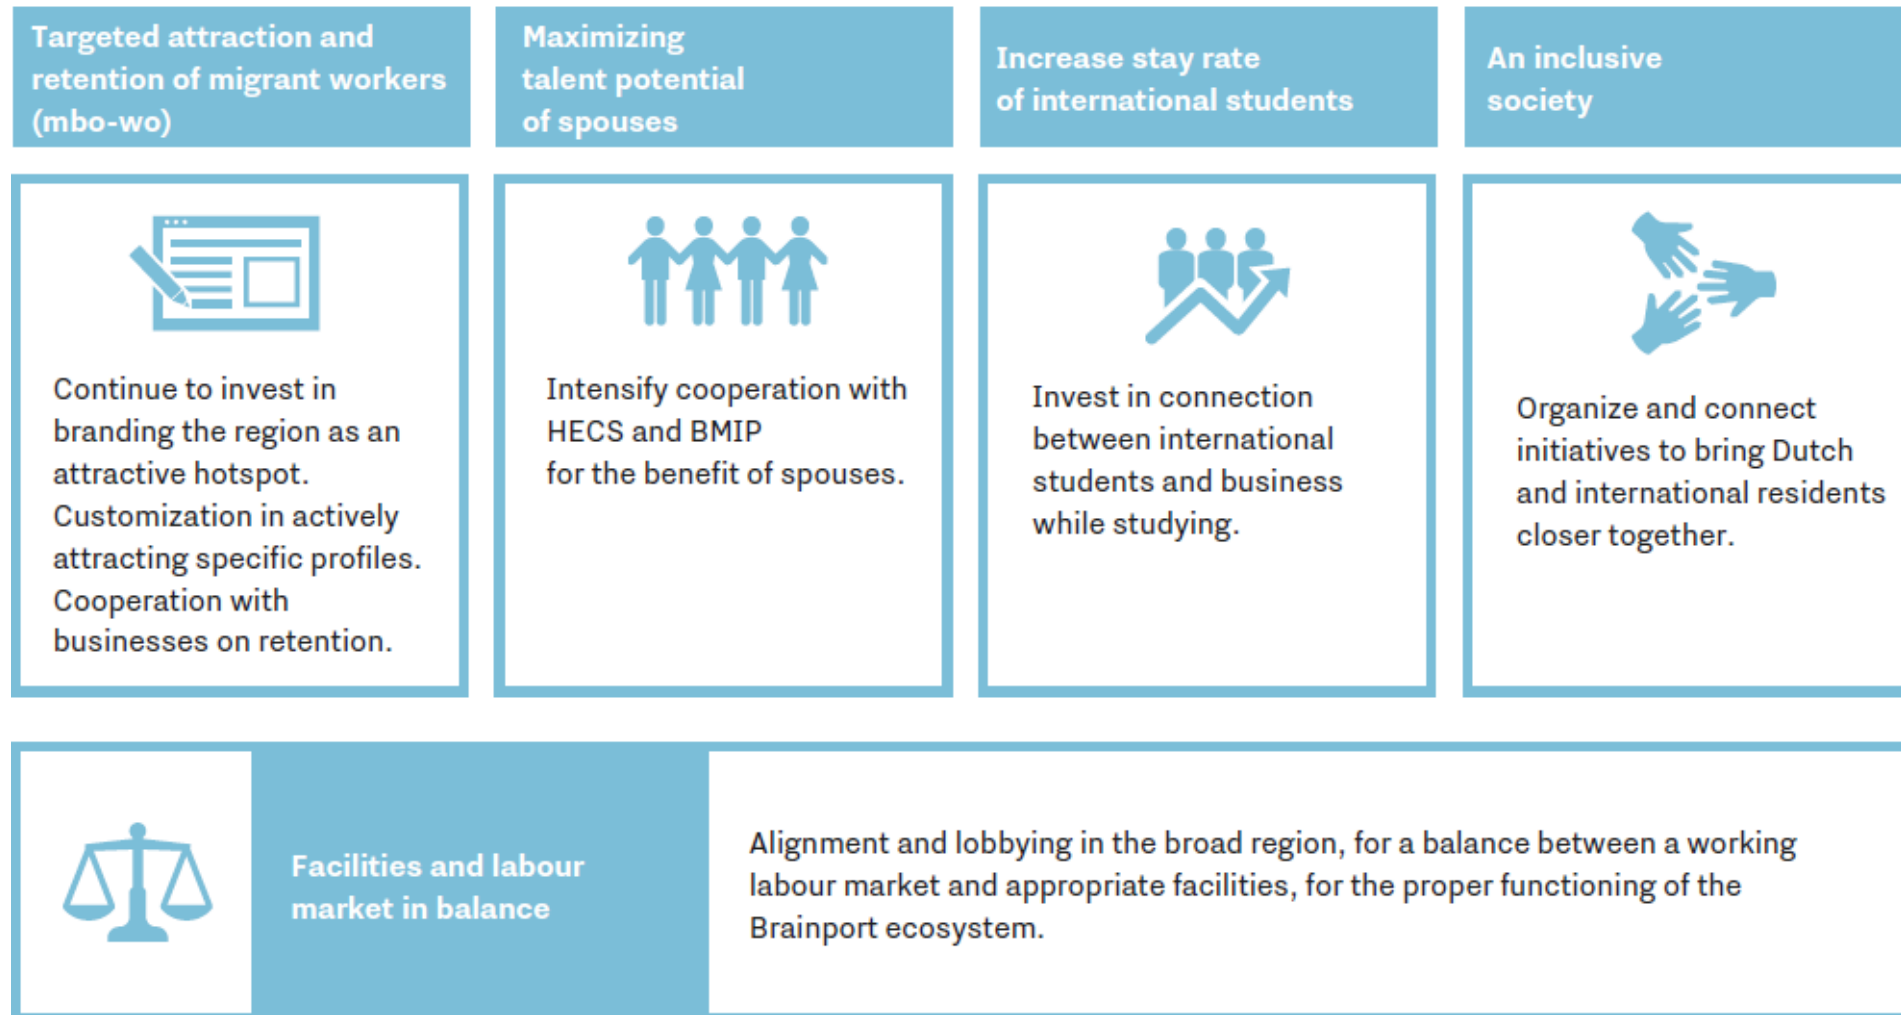 Targeted attraction and
retention of migrant workers
(mbo-wo)
Continue to invest in
branding the region as an
attractive hotspot.
Customization in actively
attracting specific profiles.
Cooperation with
businesses on retention.
Maximizing
talent potential
of spouses
Intensify cooperation with
HECS and BMIP
for the benefit of spouses.
Increase stay rate
of international students
Invest in connection
between international
students and business
while studying.
An inclusive
society
Organize and connect
initiatives to bring Dutch
and international residents
closer together.
Facilities and labour
market in balance
Alignment and lobbying in the broad region, for a balance between a working
labour market and appropriate facilities, for the proper functioning of the
Brainport ecosystem.